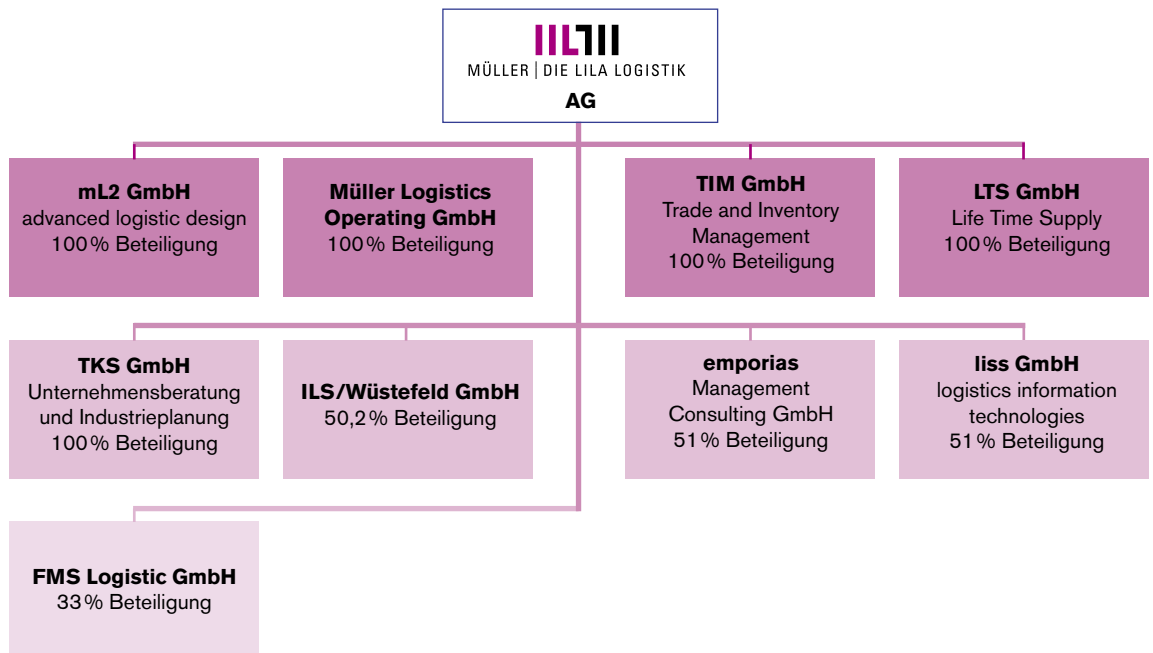 MÜLLER | DIE LILA LOGISTIK
AG
mL2 GmbH
advanced logistic design
100% Beteiligung
Müller Logistics
Operating GmbH
100% Beteiligung
TIM GmbH
Trade and Inventory
Management
100% Beteiligung
LTS GmbH
Life Time Supply
100% Beteiligung
TKS GmbH
Unternehmensberatung
und Industrieplanung
100% Beteiligung
ILS/Wüstefeld GmbH
50,2% Beteiligung
emporias
Management
Consulting GmbH
51% Beteiligung
liss GmbH
logistics information
technologies
51% Beteiligung
FMS Logistic GmbH
33% Beteiligung